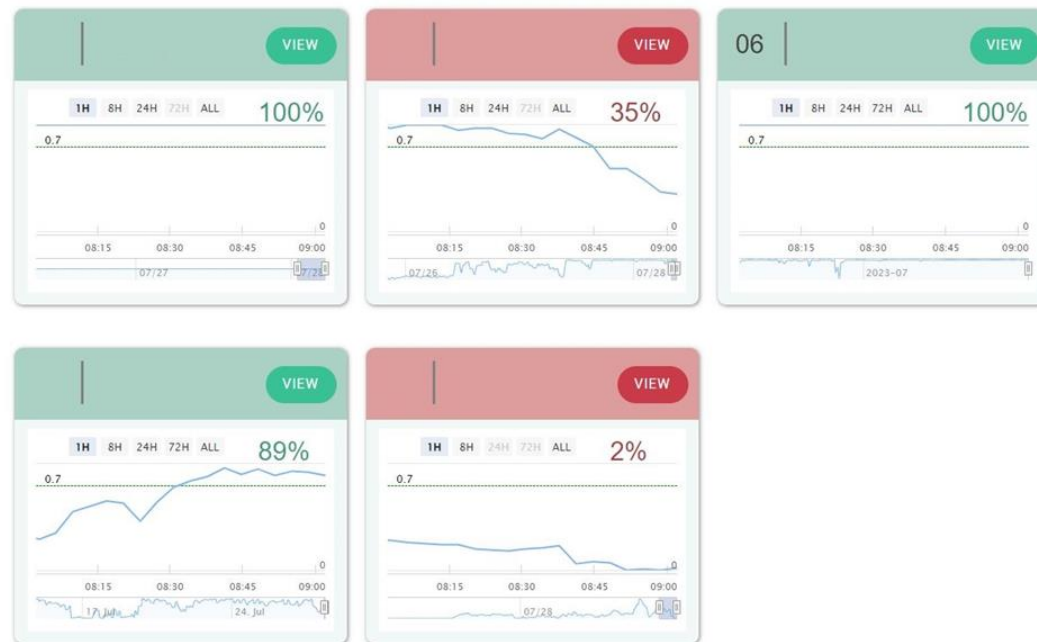 VIEW
VIEW
06 VIEW
1H 8H 24H 72H ALL 100%
1H 8H 24H 72H ALL 35%
1H 8H 24H 72H ALL 100%
0.7
0.7
0.7
0
0
0
08:15 08:30 08:45 09:00
08:15 08:30 08:45 09:00
08:15 08:30 08:45 09:00
07/27 07/28
07/26 07/28
2023-07
VIEW
VIEW
1H 8H 24H 72H ALL 89%
1H 8H 24H 72H ALL 2%
0.7
0.7
0
0
08:15 08:30 08:45 09:00
08:15 08:30 08:45 09:00
17. Jul 24. Jul
07/28